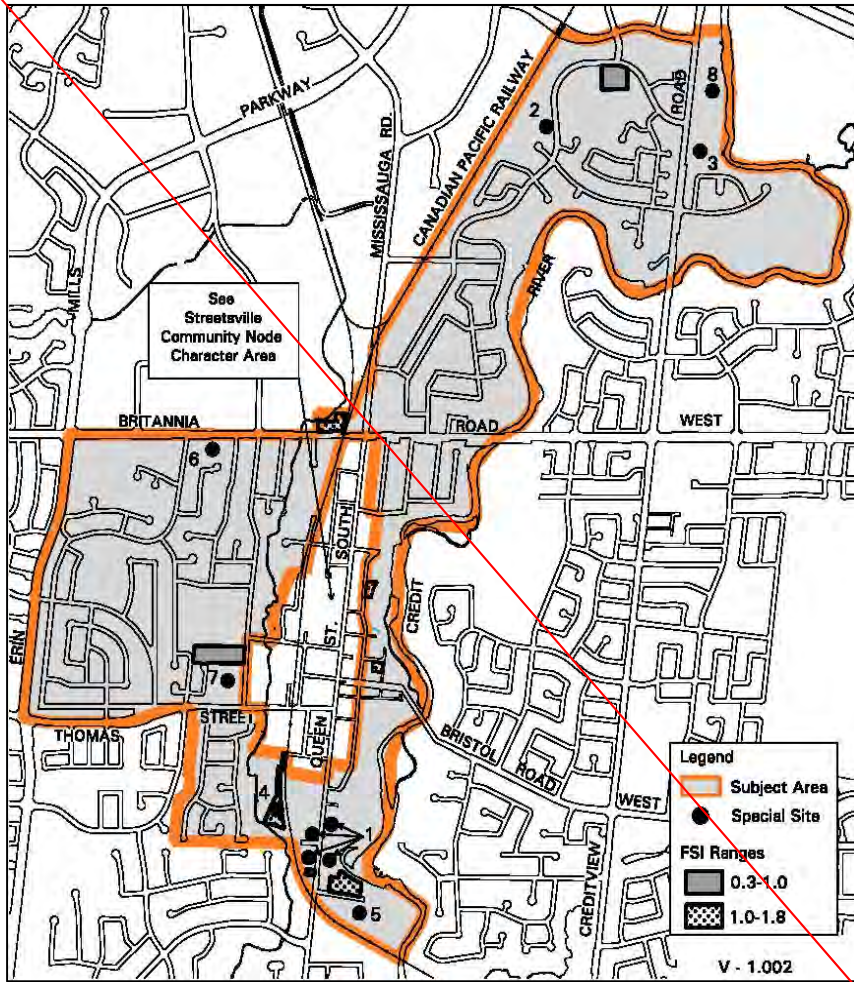 PARKWAY
MISSISSAUGA RD.
CANADIAN PACIFIC RAILWAY
ROAD
8
2
3
MILLS
RIVER
See
Streetsville
Community Node
Character Area
BRITANNIA
ROAD
WEST
6
SOUTH
ST.
CREDIT
ERIN
7
THOMAS
STREET
QUEEN
BRISTOL
ROAD
WEST
4
1
5
CREDITVIEW
Legend
Subject Area
Special Site
FSI Ranges
0.3-1.0
1.0-1.8
V - 1.002